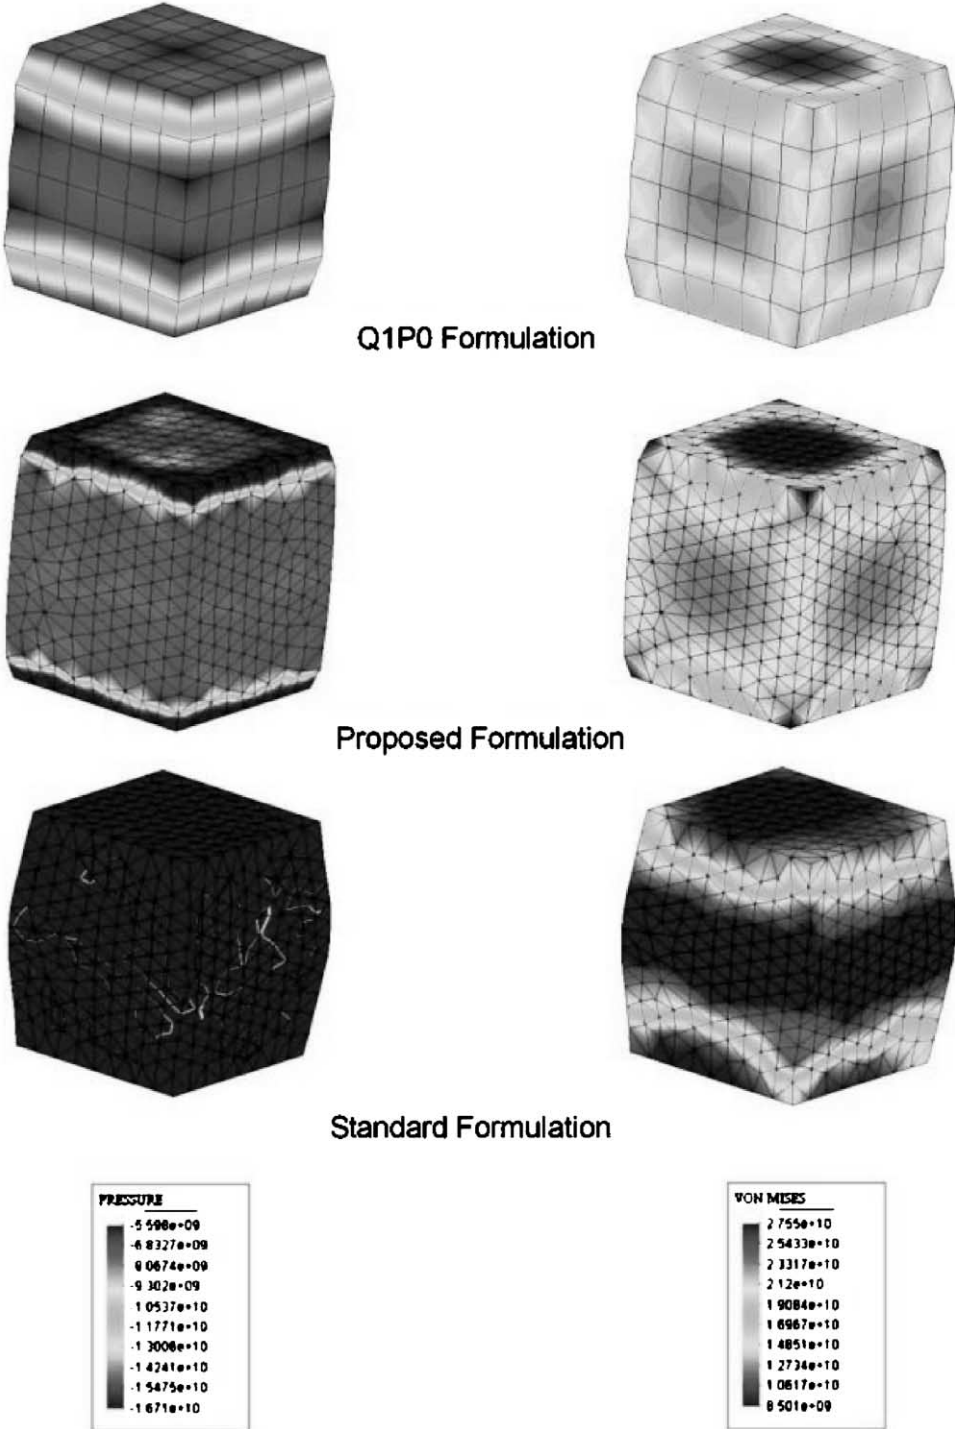 Q1P0 Formulation
Proposed Formulation
Standard Formulation
PRESSURE
-5 598e+09
-6 8327e+09
8 0674e+09
-9 302e+09
-1 0537e+10
-1 1771e+10
-1 3006e+10
-1 4241e+10
-1 5475e+10
-1 671e+10
VON MISES
2 755e+10
2 5433e+10
2 3317e+10
2 12e+10
1 9084e+10
1 6967e+10
1 4851e+10
1 2734e+10
1 0617e+10
8 501e+09